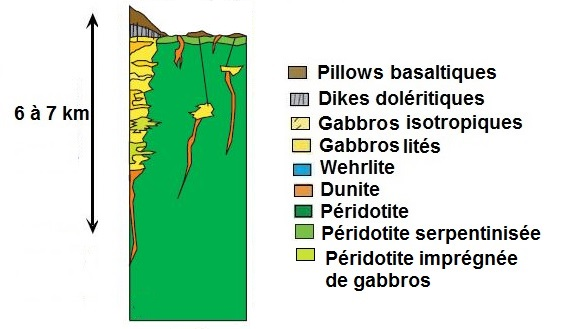 6 à 7 km
Pillows basaltiques
Dikes doléritiques
Gabbros isotropiques
Gabbros lités
Wehrlite
Dunite
Péridotite
Péridotite serpentinisée
Péridotite imprégnée
de gabbros